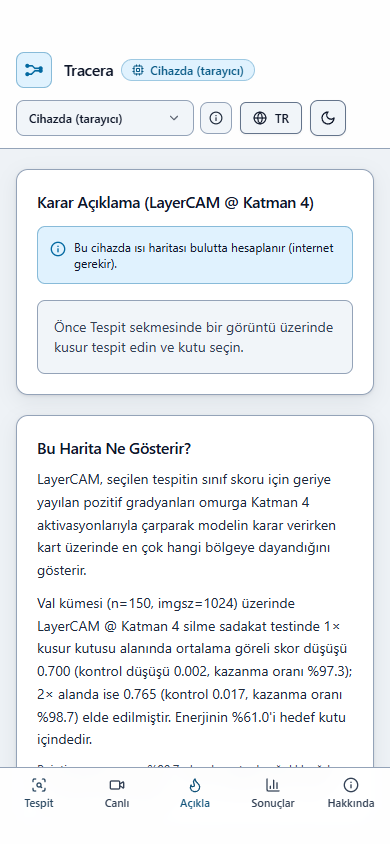 Tracera
Cihazda (tarayıcı)
Cihazda (tarayıcı)
TR
Karar Açıklama (LayerCAM @ Katman 4)
Bu cihazda ısı haritası bulutta hesaplanır (internet
gerekir).
Önce Tespit sekmesinde bir görüntü üzerinde
kusur tespit edin ve kutu seçin.
Bu Harita Ne Gösterir?
LayerCAM, seçilen tespitin sınıf skoru için geriye
yayılan pozitif gradyanları omurga Katman 4
aktivasyonlarıyla çarparak modelin karar verirken
kart üzerinde en çok hangi bölgeye dayandığını
gösterir.
Val kümesi (n=150, imgsz=1024) üzerinde
LayerCAM @ Katman 4 silme sadakat testinde 1×
kusur kutusu alanında ortalama göreli skor düşüşü
0.700 (kontrol düşüşü 0.002, kazanma oranı %97.3);
2× alanda ise 0.765 (kontrol 0.017, kazanma oranı
%98.7) elde edilmiştir. Enerjinin %61.0'i hedef kutu
içindedir.
Tespit
Canlı
Açıkla
Sonuçlar
Hakkında